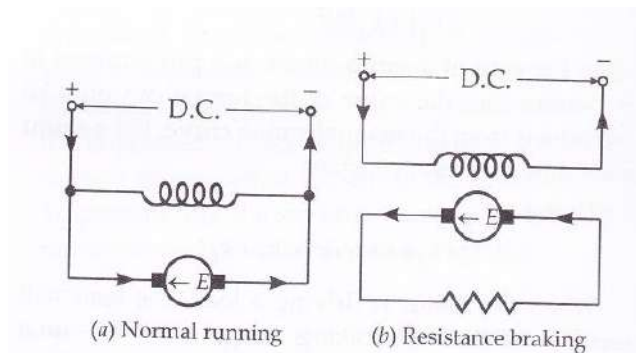 + −
D.C.
← E
(a) Normal running
+ −
D.C.
← E
(b) Resistance braking